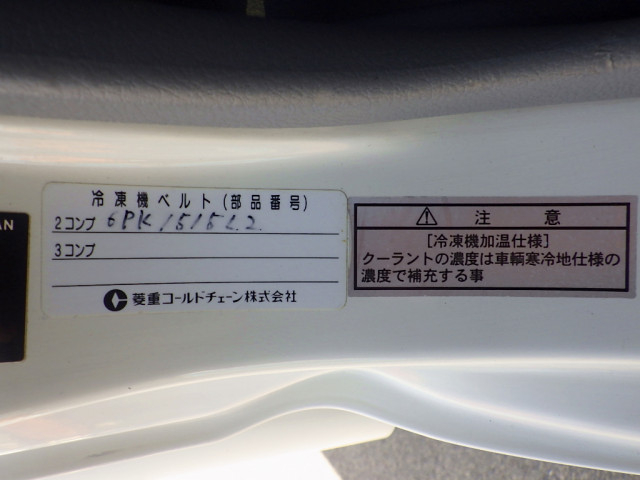 AN
冷凍機ベルト(部品番号)
2コンプ 6PK1515L2
3コンプ
菱重コールドチェーン株式会社
⚠ 注意
[冷凍機加温仕様]
クーラントの濃度は車輌寒冷地仕様の
濃度で補充する事